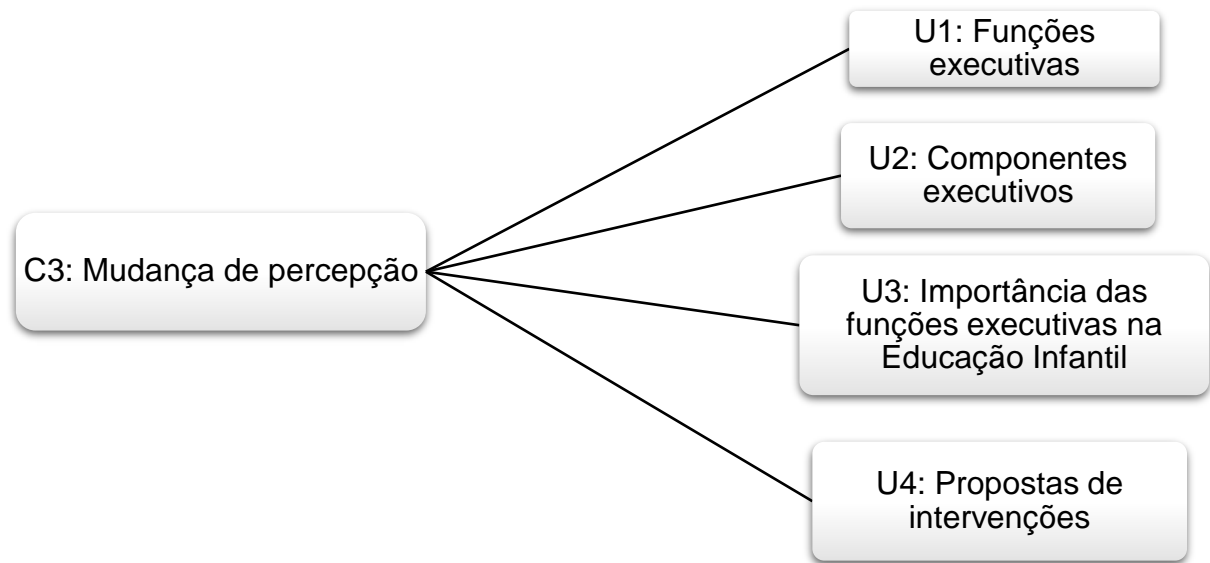 U1: Funções
executivas
U2: Componentes
executivos
C3: Mudança de percepção
U3: Importância das
funções executivas na
Educação Infantil
U4: Propostas de
intervenções